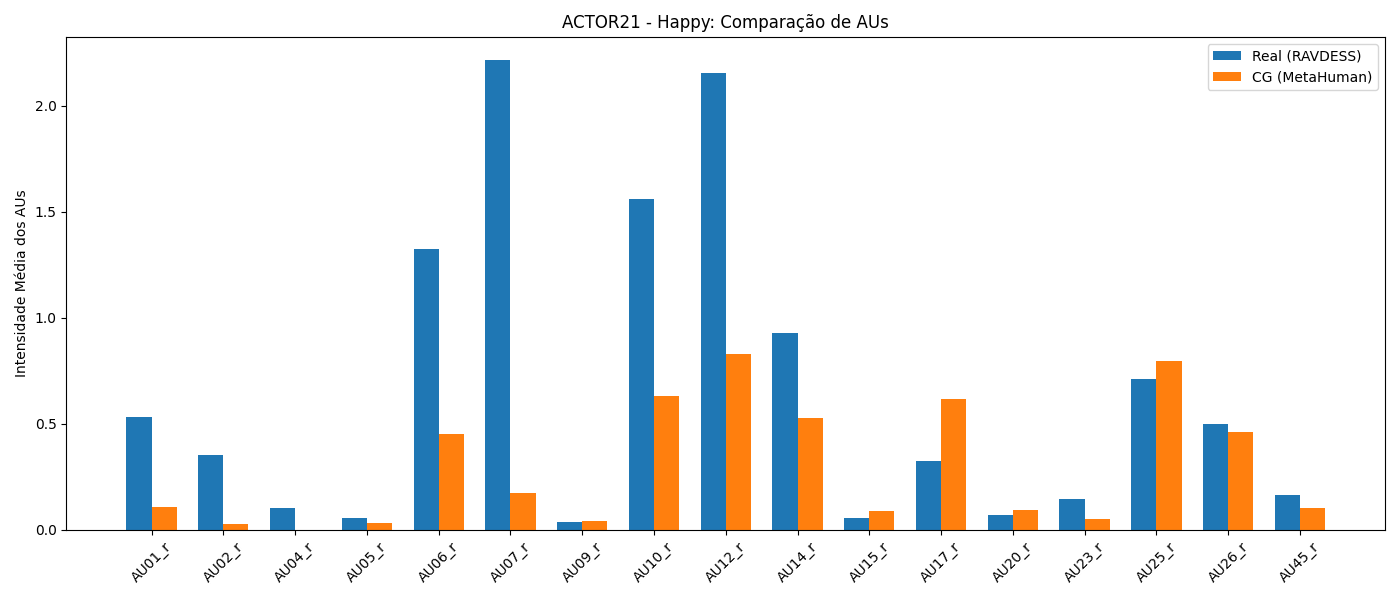 ACTOR21 - Happy: Comparação de AUs
Real (RAVDESS)
CG (MetaHuman)
Intensidade Média dos AUs
2.0
1.5
1.0
0.5
0.0
AU01_r
AU02_r
AU04_r
AU05_r
AU06_r
AU07_r
AU09_r
AU10_r
AU12_r
AU14_r
AU15_r
AU17_r
AU20_r
AU23_r
AU25_r
AU26_r
AU45_r